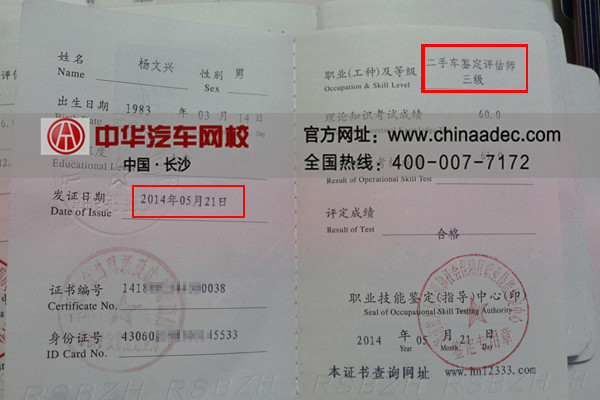 姓名 杨文兴 性别 男
Name Sex
出生日期 1983 年 03 月 14 日
发证日期 2014年05月21日
Date of Issue
证书编号 1418 0038
Certificate No.
身份证号 43060 45533
ID Card No.
中华汽车网校
中国·长沙
官方网址：www.chinaadec.com
全国热线：400-007-7172
职业(工种)及等级 二手车鉴定评估师
三级
Occupation & Skill Level
理论知识考试成绩 60.0
Result of Operational Skill Test
评定成绩
Result of Test 合格
职业技能鉴定(指导)中心(印)
Seal of Occupational Skill Testing Authority
2014 年 05 月 21 日
Year Month Day
本证书查询网址 www.hn12333.com